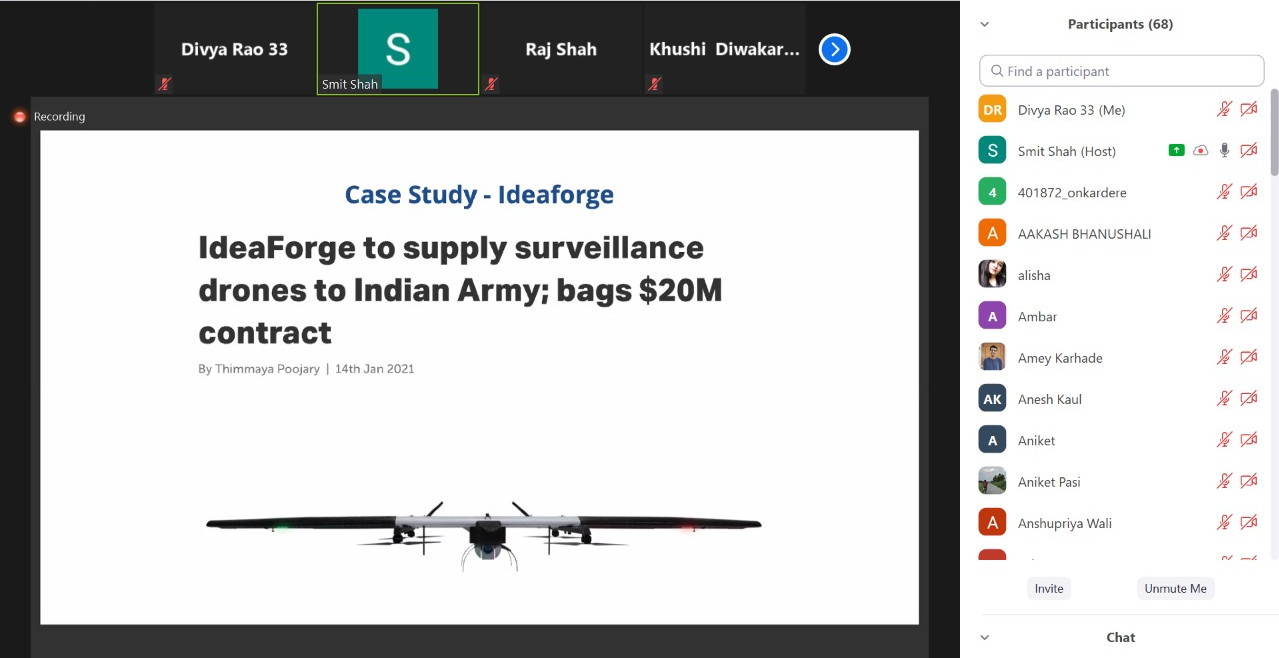 Divya Rao 33
S
Smit Shah
Raj Shah
Khushi Diwakar...
Recording
Case Study - Ideaforge
IdeaForge to supply surveillance
drones to Indian Army; bags $20M
contract
By Thimmaya Poojary | 14th Jan 2021
Participants (68)
Find a participant
DR Divya Rao 33 (Me)
S Smit Shah (Host)
4 401872_onkardere
A AAKASH BHANUSHALI
alisha
A Ambar
Amey Karhade
AK Anesh Kaul
A Aniket
Aniket Pasi
A Anshupriya Wali
Invite Unmute Me
Chat